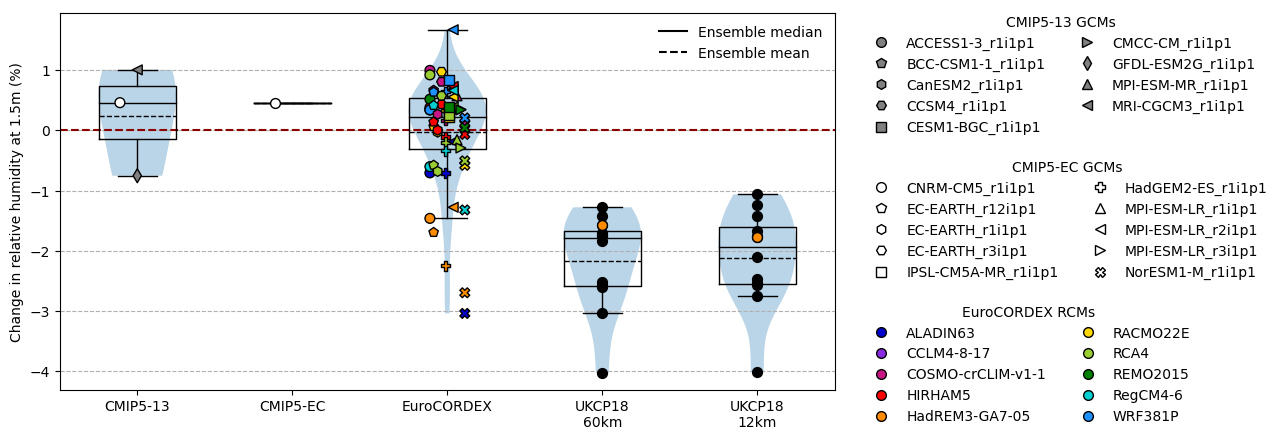 Change in relative humidity at 1.5m (%)
1
0
−1
−2
−3
−4
Ensemble median
Ensemble mean
CMIP5-13
CMIP5-EC
EuroCORDEX
UKCP18
60km
UKCP18
12km
CMIP5-13 GCMs
ACCESS1-3_r1i1p1
BCC-CSM1-1_r1i1p1
CanESM2_r1i1p1
CCSM4_r1i1p1
CESM1-BGC_r1i1p1
CMCC-CM_r1i1p1
GFDL-ESM2G_r1i1p1
MPI-ESM-MR_r1i1p1
MRI-CGCM3_r1i1p1
CMIP5-EC GCMs
CNRM-CM5_r1i1p1
EC-EARTH_r12i1p1
EC-EARTH_r1i1p1
EC-EARTH_r3i1p1
IPSL-CM5A-MR_r1i1p1
HadGEM2-ES_r1i1p1
MPI-ESM-LR_r1i1p1
MPI-ESM-LR_r2i1p1
MPI-ESM-LR_r3i1p1
NorESM1-M_r1i1p1
EuroCORDEX RCMs
ALADIN63
CCLM4-8-17
COSMO-crCLIM-v1-1
HIRHAM5
HadREM3-GA7-05
RACMO22E
RCA4
REMO2015
RegCM4-6
WRF381P